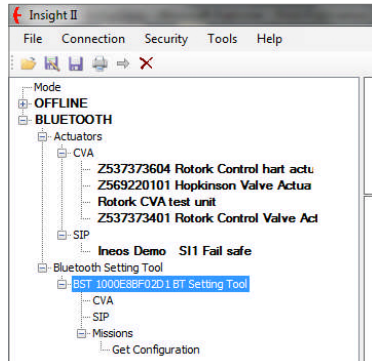 Insight II
File Connection Security Tools Help
Mode
OFFLINE
BLUETOOTH
Actuators
CVA
Z537373604 Rotork Control hart actu
Z569220101 Hopkinson Valve Actua
Rotork CVA test unit
Z537373401 Rotork Control Valve Act
SIP
Ineos Demo SI1 Fail safe
Bluetooth Setting Tool
BST 1000E8BF02D1 BT Setting Tool
CVA
SIP
Missions
Get Configuration